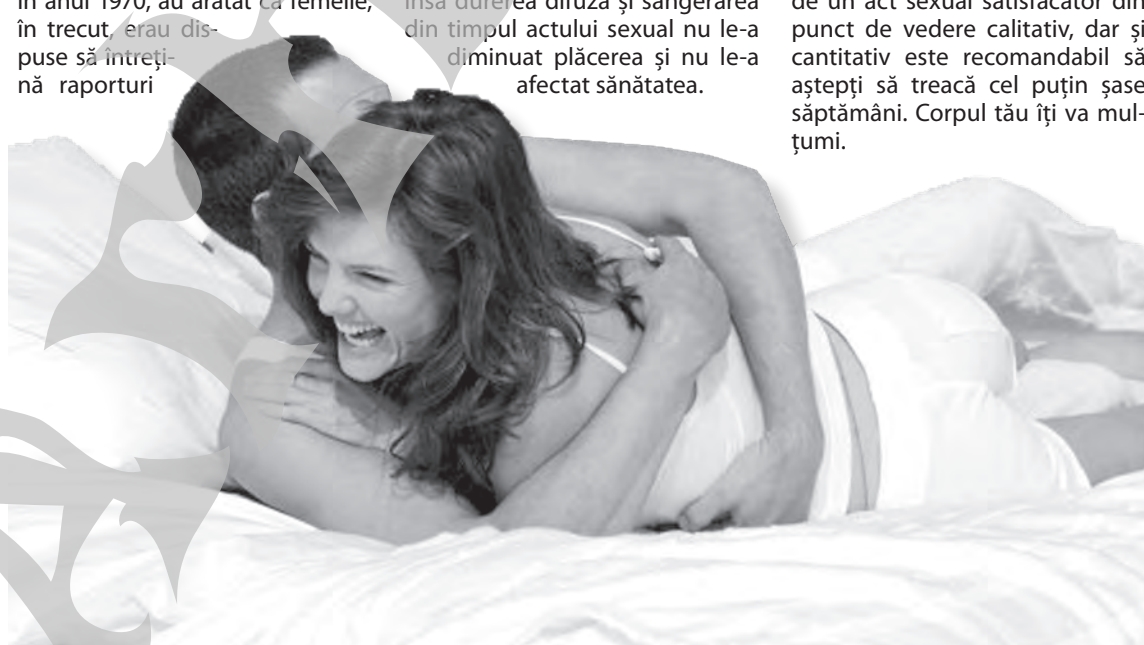 în anul 1970, au arătat că femeile,
în trecut, erau dis-
puse să întreți-
nă raporturi
însă durerea difuză și sângerarea
din timpul actului sexual nu le-a
diminuat plăcerea și nu le-a
afectat sănătatea.
de un act sexual satisfăcător din
punct de vedere calitativ, dar și
cantitativ este recomandabil să
aștepți să treacă cel puțin șase
săptămâni. Corpul tău îți va mul-
țumi.